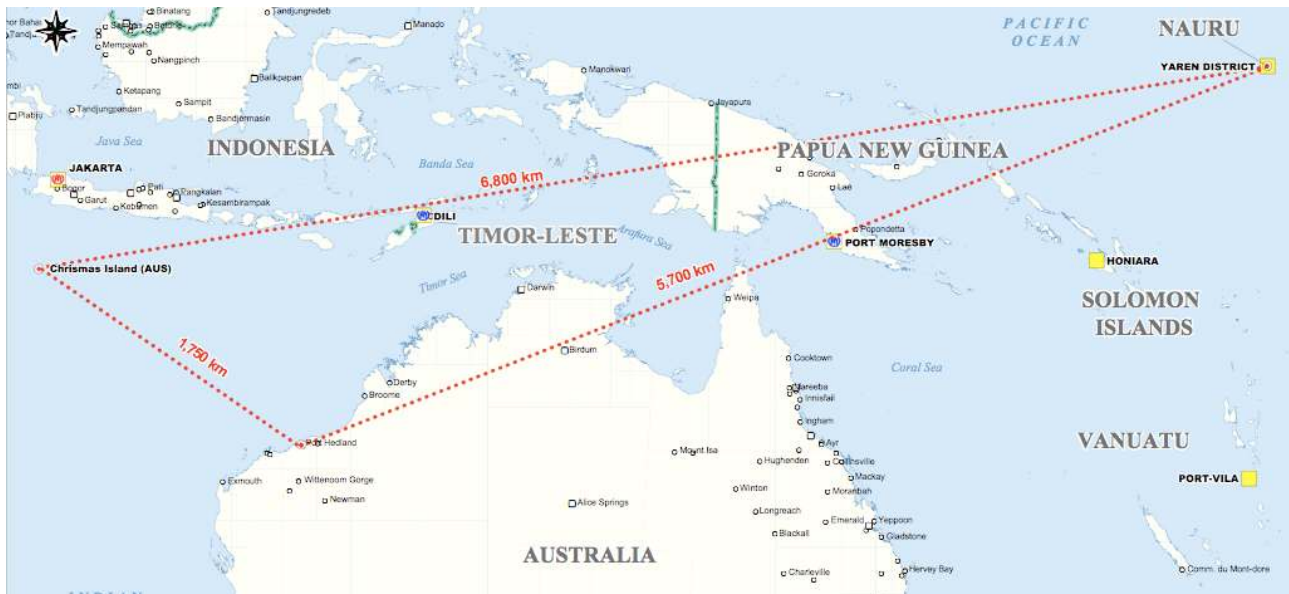 Binatang
Tandjungredeb
Manado
PACIFIC
OCEAN
NAURU
YAREN DISTRICT
Mempawah
Nangpinch
Balikpapan
Manokwari
Ketapang
Sampit
Tandjungpandan
Bandjermasin
Jayapura
Java Sea
INDONESIA
Banda Sea
PAPUA NEW GUINEA
Goroka
Lae
JAKARTA
Bogor
Pati
Rangkalan
Garut
Kebumen
Kesambirampak
6,800 km
DILI
TIMOR-LESTE
Arafura Sea
Popondetta
PORT MORESBY
HONIARA
Chrismas Island (AUS)
Timor Sea
5,700 km
Darwin
Weipa
SOLOMON
ISLANDS
1,750 km
Birdum
Cooktown
Coral Sea
Derby
Broome
Mareeba
Innisfail
Ingham
Port Hedland
Ayr
VANUATU
Mount Isa
Hughenden
Collinsville
Exmouth
Wittenoom Gorge
Mackay
PORT-VILA
Newman
Winton
Moranbah
Alice Springs
Longreach
Emerald
Yeppoon
Blackall
Gladstone
AUSTRALIA
Charleville
Hervey Bay
Comm. du Mont-dore